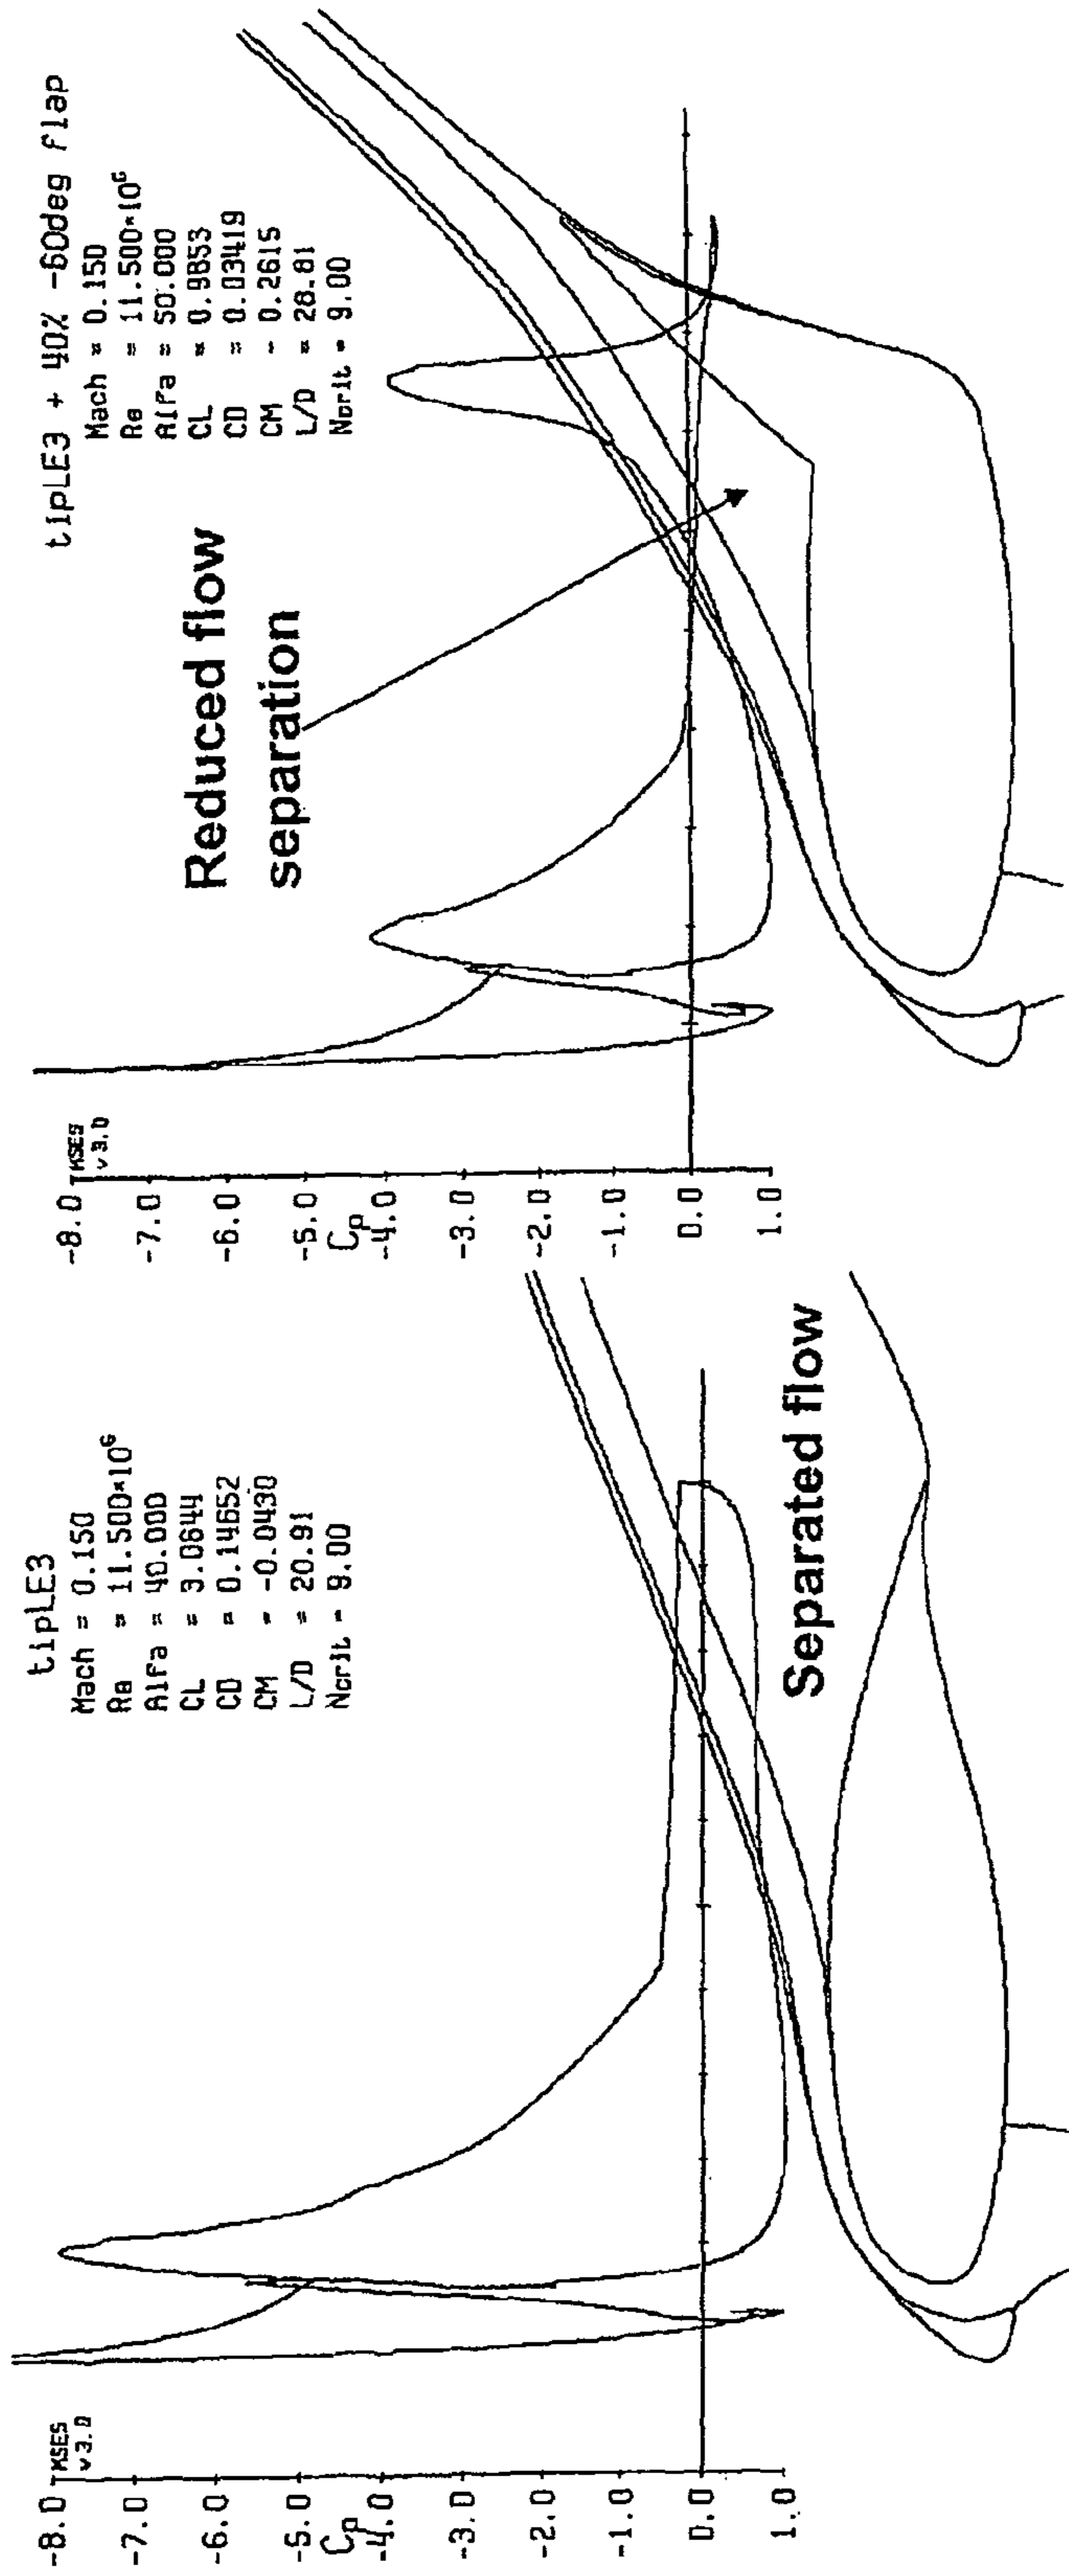 tipLE3
Mach = 0.150
Re = 11.500*10⁶
Alfa = 40.000
CL = 3.0644
CD = 0.14652
CM = -0.0430
L/D = 20.91
Ncrit = 9.00
-8.0
MSES
v 3.0
-7.0
-6.0
-5.0
Cp
-4.0
-3.0
-2.0
-1.0
0.0
1.0
Separated flow
tipLE3 + 40% -60deg flap
Mach = 0.150
Re = 11.500*10⁶
Alfa = 50.000
CL = 0.9853
CD = 0.03419
CM = 0.2615
L/D = 28.81
Ncrit = 9.00
Reduced flow
separation
-8.0
MSES
v 3.0
-7.0
-6.0
-5.0
Cp
-4.0
-3.0
-2.0
-1.0
0.0
1.0